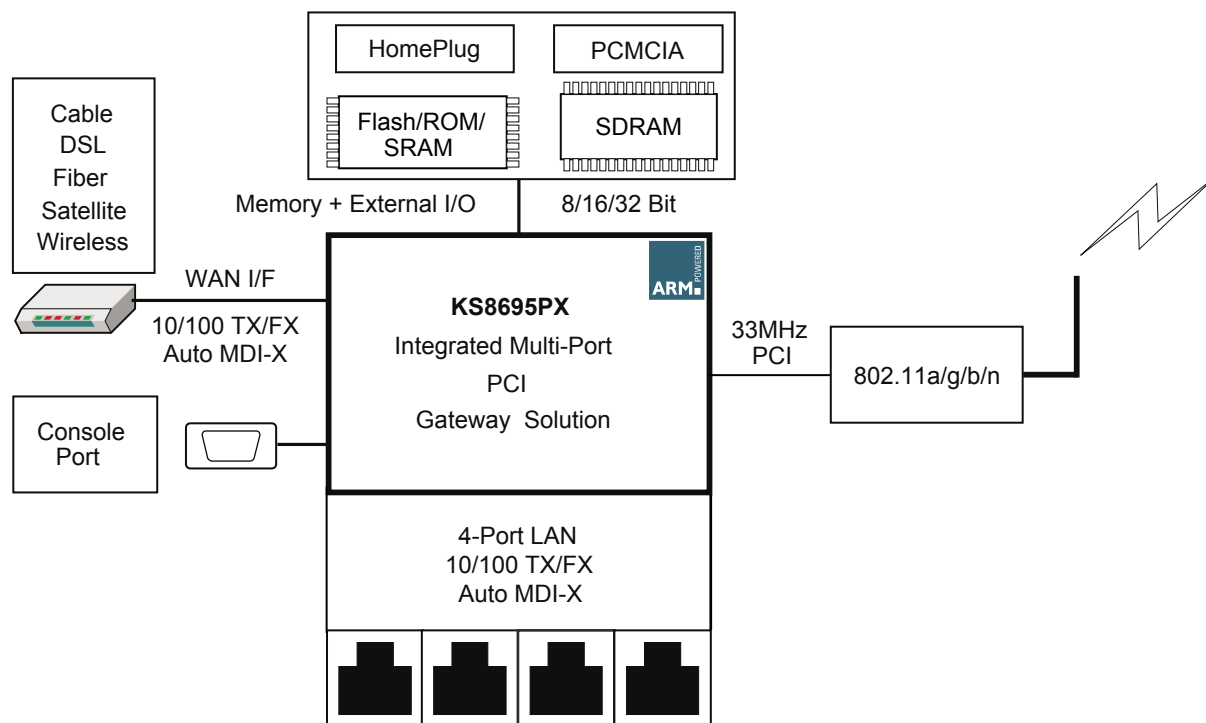 HomePlug
PCMCIA
Flash/ROM/
SRAM
SDRAM
Cable
DSL
Fiber
Satellite
Wireless
Memory + External I/O
8/16/32 Bit
WAN I/F
10/100 TX/FX
Auto MDI-X
ARM POWERED
KS8695PX
Integrated Multi-Port
PCI
Gateway Solution
33MHz
PCI
802.11a/g/b/n
Console
Port
4-Port LAN
10/100 TX/FX
Auto MDI-X